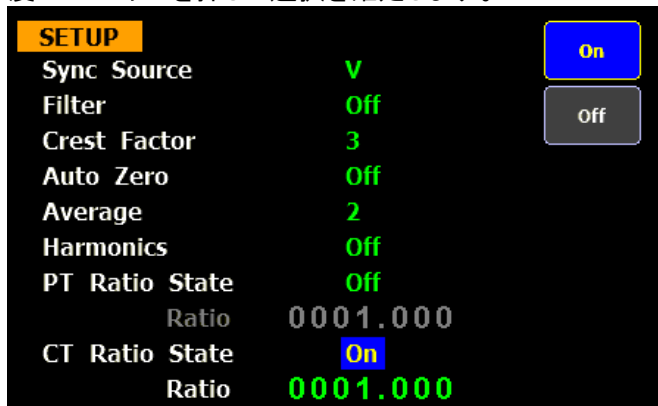 SETUP
Sync Source V
Filter Off
Crest Factor 3
Auto Zero Off
Average 2
Harmonics Off
PT Ratio State Off
Ratio 0001.000
CT Ratio State On
Ratio 0001.000
On
Off